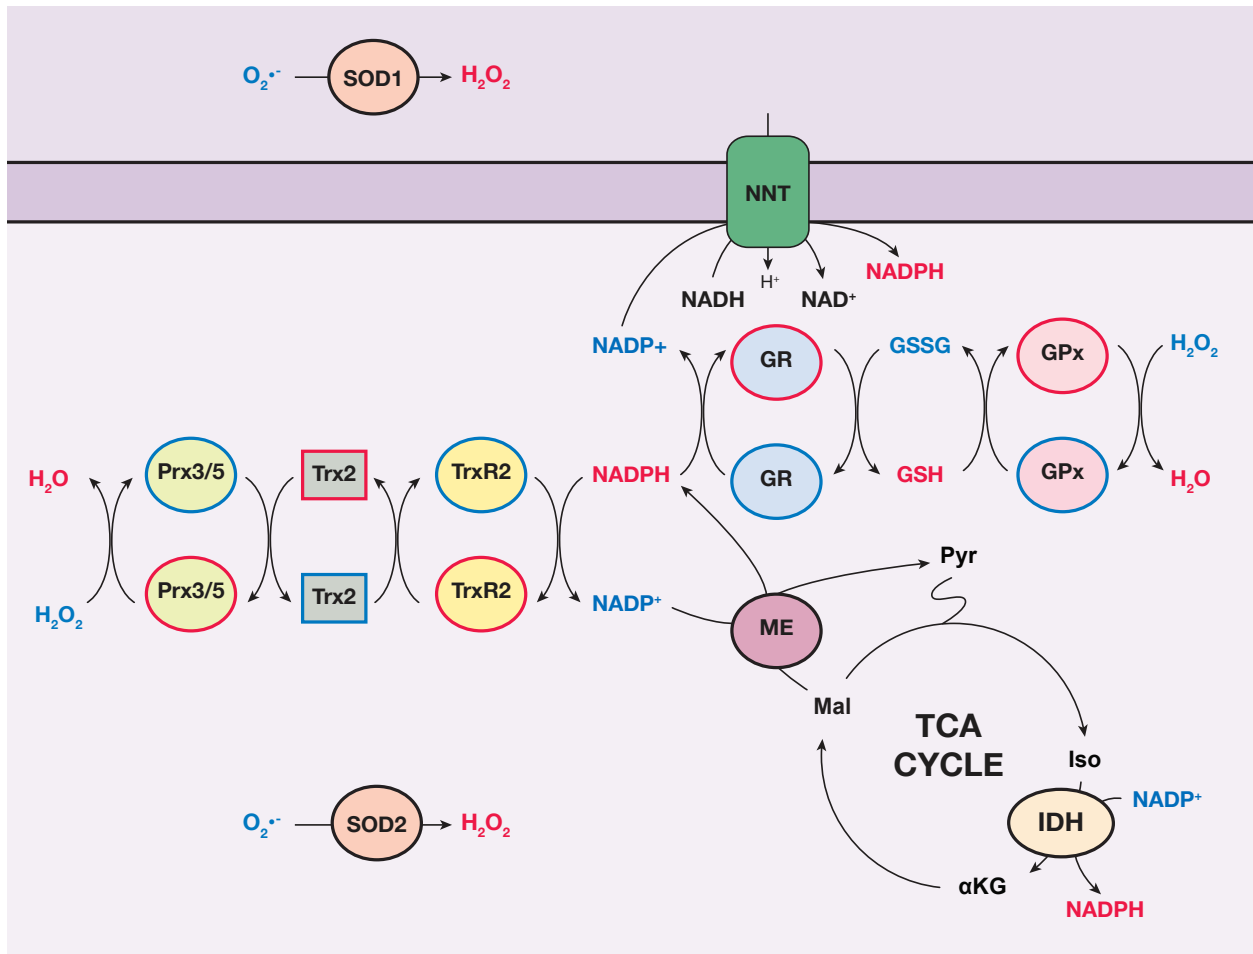 O₂•⁻
SOD1
H₂O₂
NNT
NADPH
H⁺
NADH
NAD⁺
NADP+
GR
GSSG
GPx
H₂O₂
Prx3/5
Trx2
TrxR2
NADPH
GR
GSH
GPx
H₂O
H₂O
Pyr
Prx3/5
Trx2
TrxR2
NADP⁺
H₂O₂
ME
Mal
TCA
CYCLE
Iso
NADP⁺
IDH
O₂•⁻
SOD2
H₂O₂
αKG
NADPH